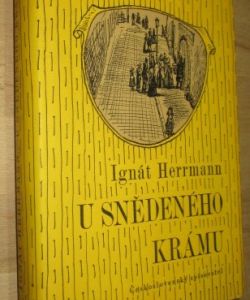 Ignát Herrmann
U SNĚDENÉHO
KRÁMU
Československý spisovatel